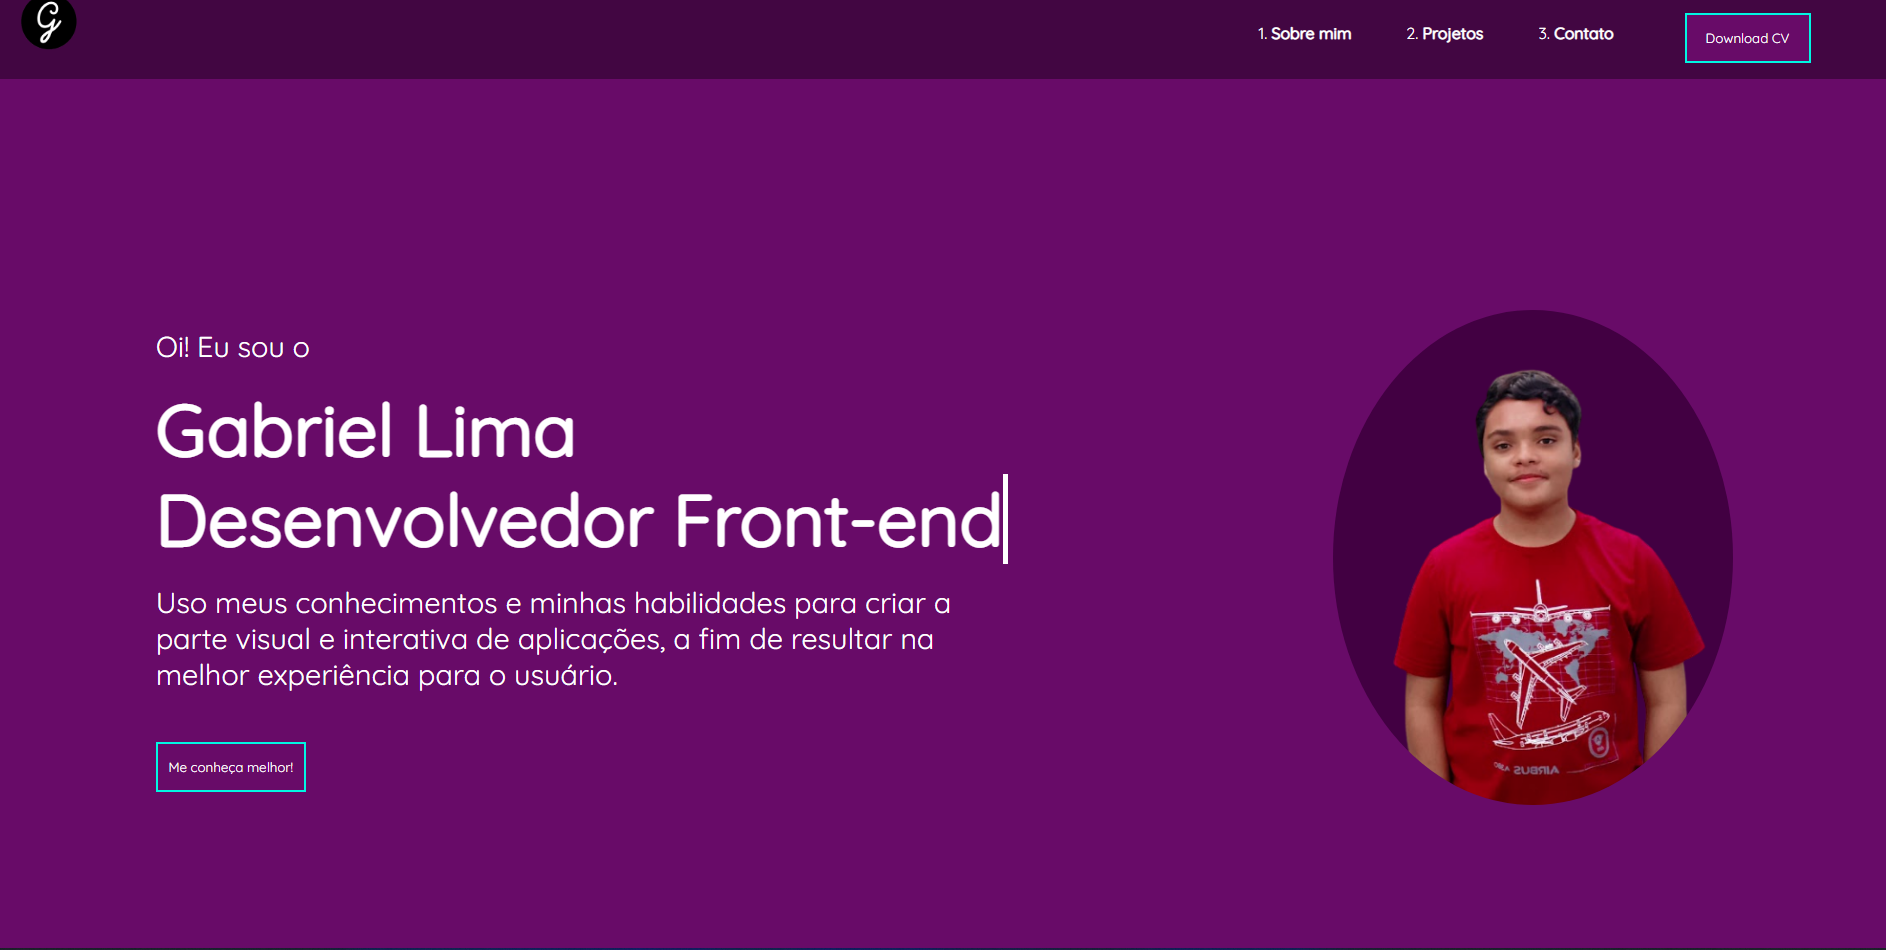 G
1. Sobre mim
2. Projetos
3. Contato
Download CV
Oi! Eu sou o
Gabriel Lima
Desenvolvedor Front-end
Uso meus conhecimentos e minhas habilidades para criar a
parte visual e interativa de aplicações, a fim de resultar na
melhor experiência para o usuário.
Me conheça melhor!
AIRBUS